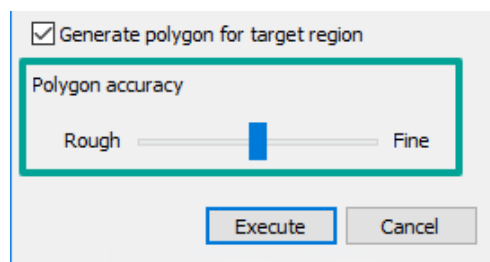 Generate polygon for target region
Polygon accuracy
Rough Fine
Execute Cancel